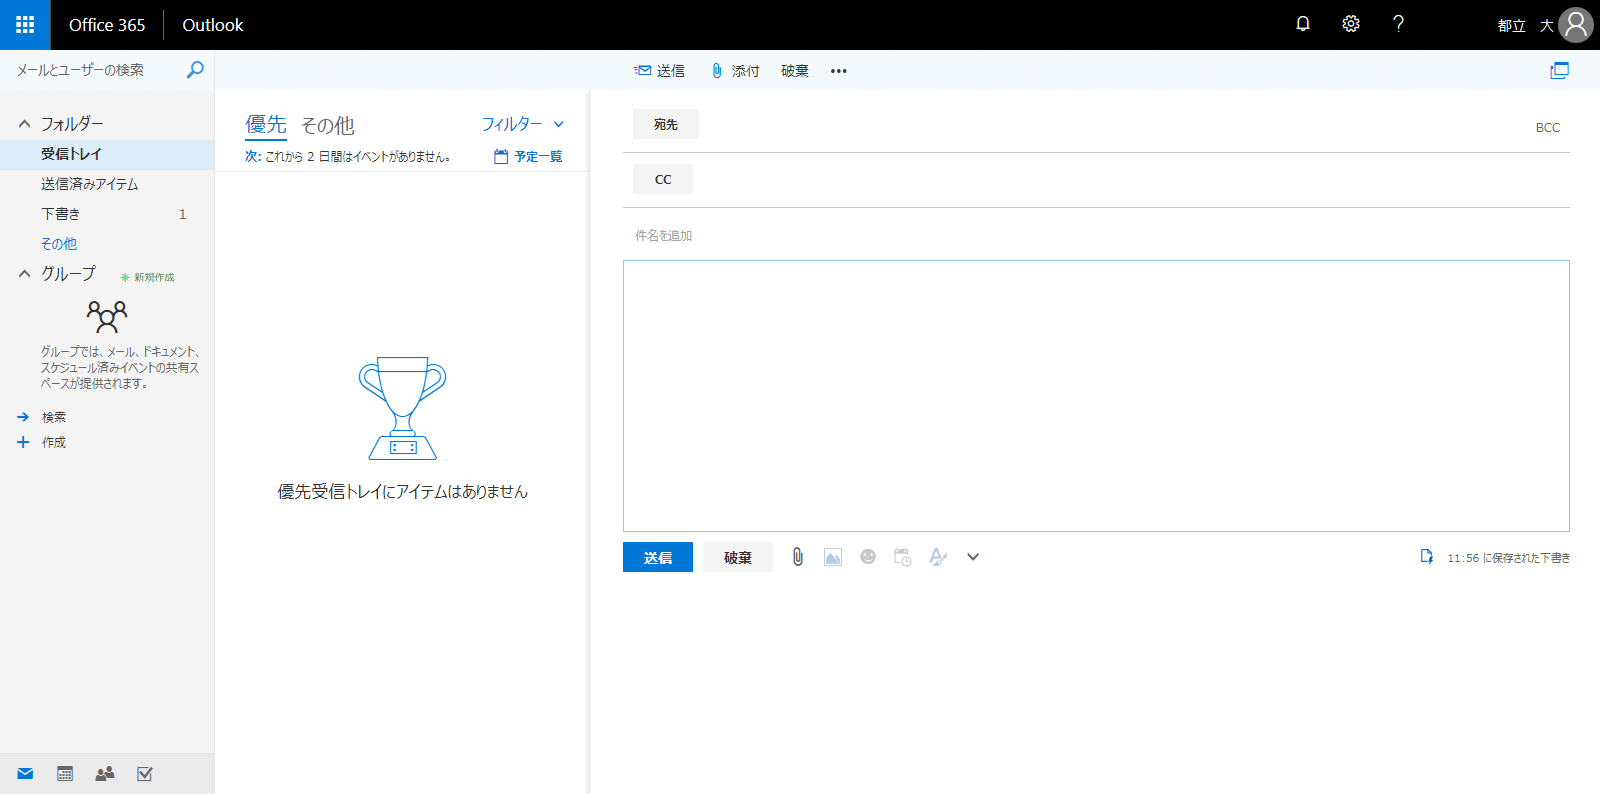 Office 365 Outlook ? 都立 大
メールとユーザーの検索
送信 添付 破棄 •••
フォルダー
受信トレイ
送信済みアイテム
下書き 1
その他
グループ 新規作成
グループでは、メール、ドキュメント、
スケジュール済みイベントの共有ス
ペースが提供されます。
検索
作成
優先 その他 フィルター
次: これから 2 日間はイベントがありません。 予定一覧
優先受信トレイにアイテムはありません
宛先 BCC
CC
件名を追加
送信 破棄 11:56 に保存された下書き